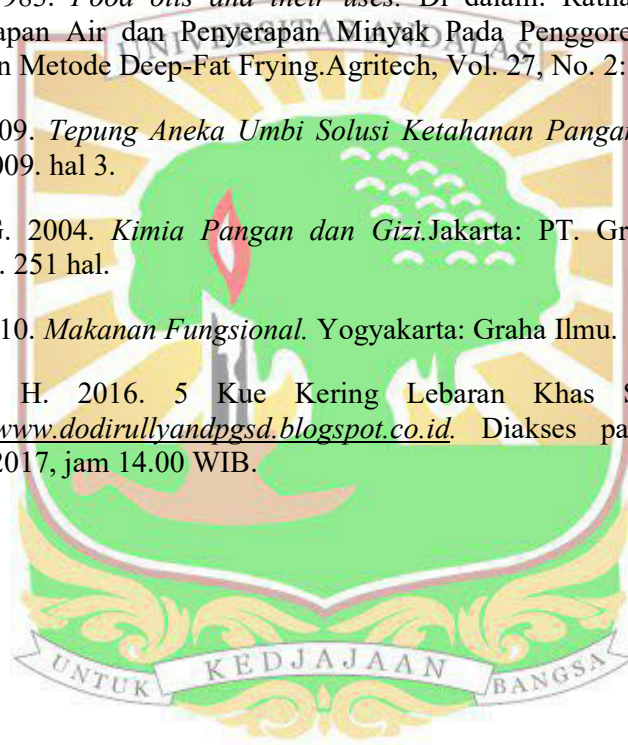 1983. Food oils and their uses. Di dalam. Ratna
apan Air dan Penyerapan Minyak Pada Penggore
n Metode Deep-Fat Frying.Agritech, Vol. 27, No. 2:
UNIVERSITAS ANDALAS
09. Tepung Aneka Umbi Solusi Ketahanan Pangan
009. hal 3.
G. 2004. Kimia Pangan dan Gizi.Jakarta: PT. Gr
. 251 hal.
10. Makanan Fungsional. Yogyakarta: Graha Ilmu.
H. 2016. 5 Kue Kering Lebaran Khas S
www.dodirullyandpgsd.blogspot.co.id. Diakses pa
2017, jam 14.00 WIB.
UNTUK KEDJAJAAN BANGSA